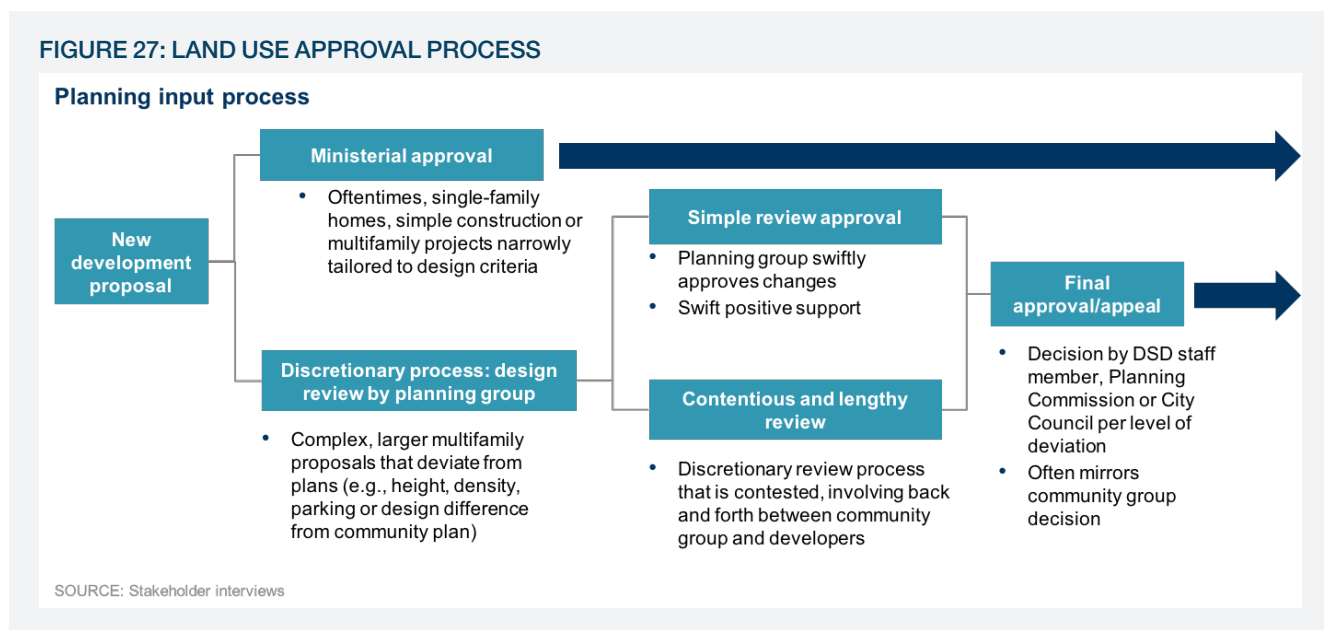 FIGURE 27: LAND USE APPROVAL PROCESS
Planning input process
New
development
proposal
Ministerial approval
• Oftentimes, single-family
homes, simple construction or
multifamily projects narrowly
tailored to design criteria
Discretionary process: design
review by planning group
• Complex, larger multifamily
proposals that deviate from
plans (e.g., height, density,
parking or design difference
from community plan)
Simple review approval
• Planning group swiftly
approves changes
• Swift positive support
Contentious and lengthy
review
• Discretionary review process
that is contested, involving back
and forth between community
group and developers
Final
approval/appeal
• Decision by DSD staff
member, Planning
Commission or City
Council per level of
deviation
• Often mirrors
community group
decision
SOURCE: Stakeholder interviews